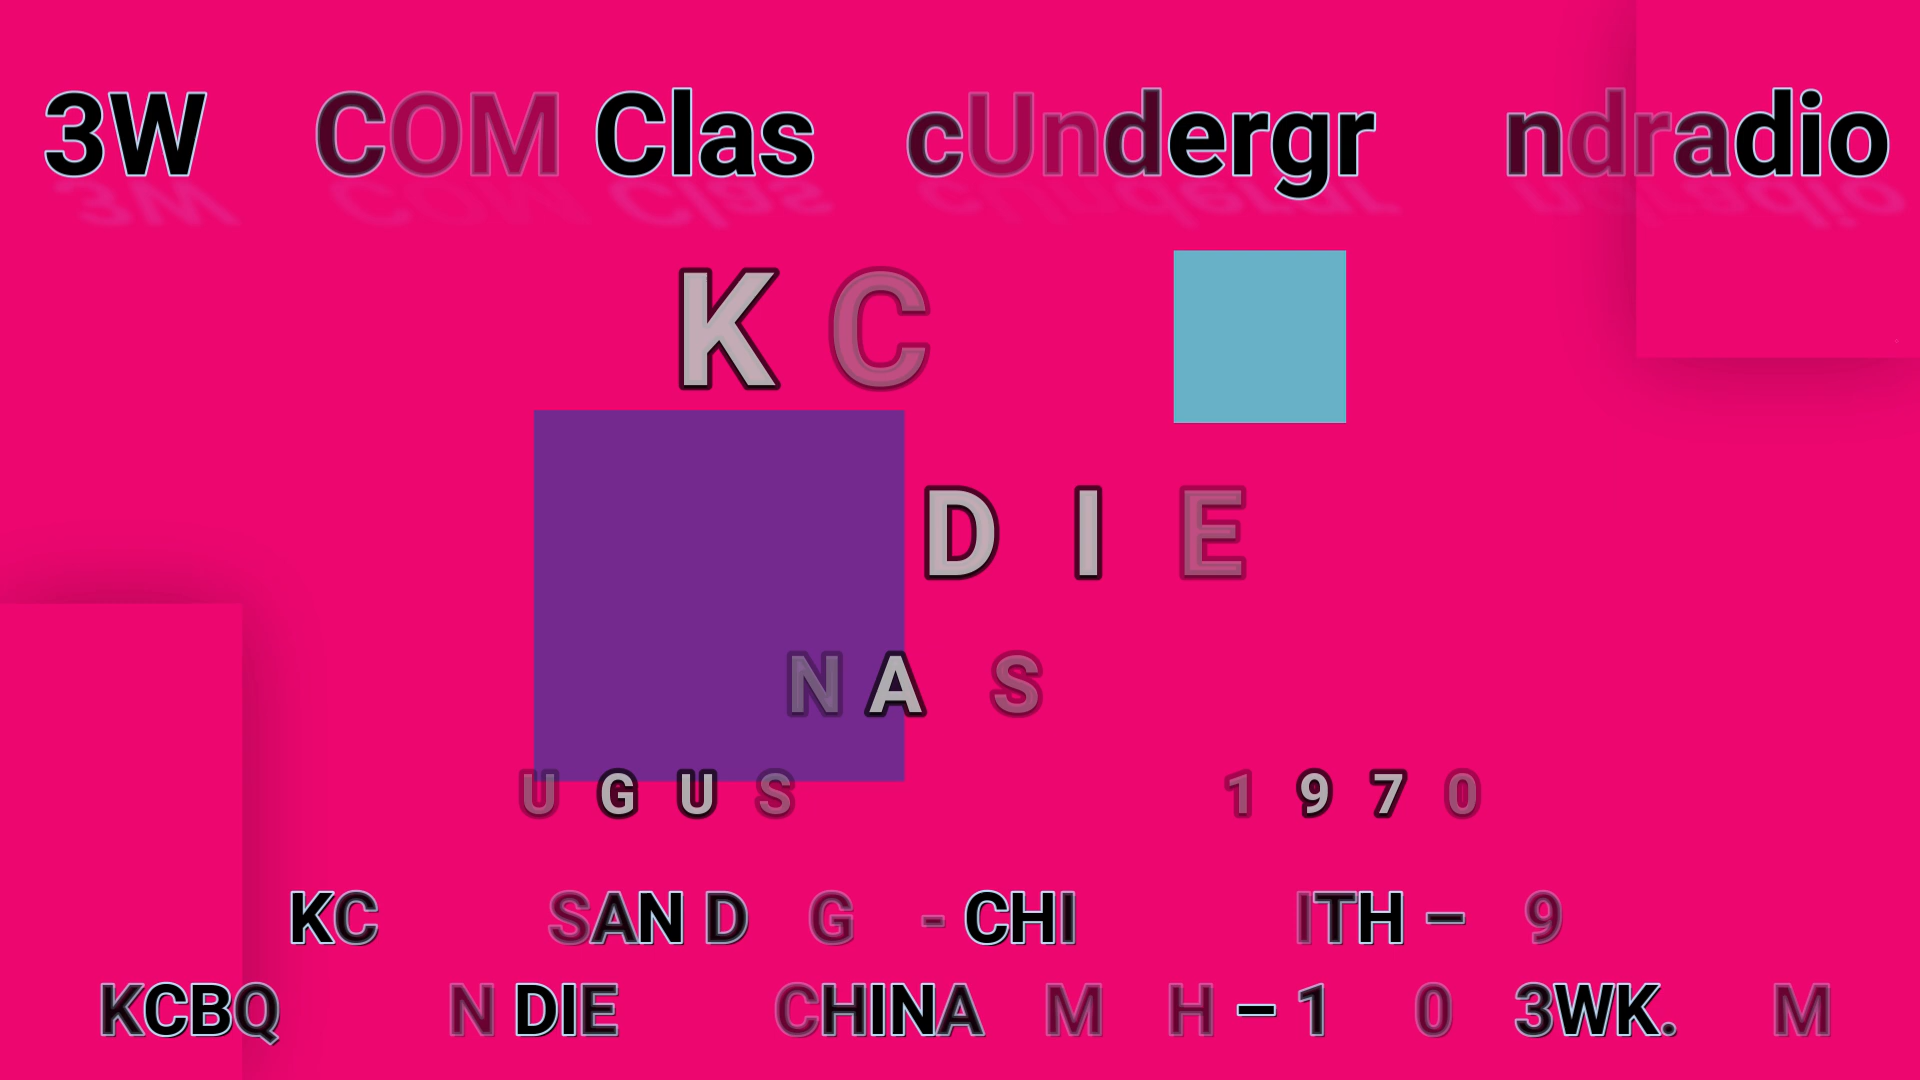 3W COM Clas cUndergr ndradio
K C
D I E
N A S
U G U S 1 9 7 0
KC SAN D G - CHI ITH – 9
KCBQ N DIE CHINA M H – 1 0 3WK. M